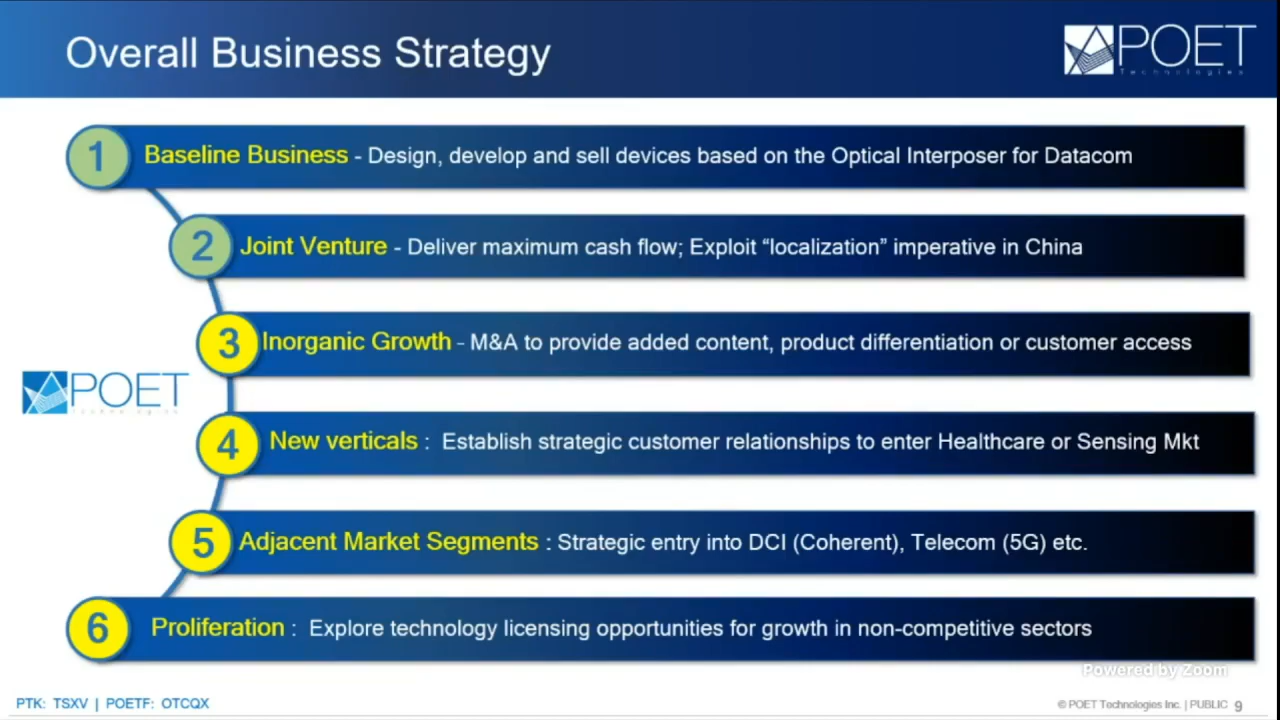 Overall Business Strategy
POET
Technologies
1
Baseline Business - Design, develop and sell devices based on the Optical Interposer for Datacom
2
Joint Venture - Deliver maximum cash flow; Exploit “localization” imperative in China
3
Inorganic Growth - M&A to provide added content, product differentiation or customer access
POET
Technologies
4
New verticals : Establish strategic customer relationships to enter Healthcare or Sensing Mkt
5
Adjacent Market Segments : Strategic entry into DCI (Coherent), Telecom (5G) etc.
6
Proliferation : Explore technology licensing opportunities for growth in non-competitive sectors
Powered by Zoom
PTK: TSXV | POETF: OTCQX
© POET Technologies Inc. | PUBLIC 9